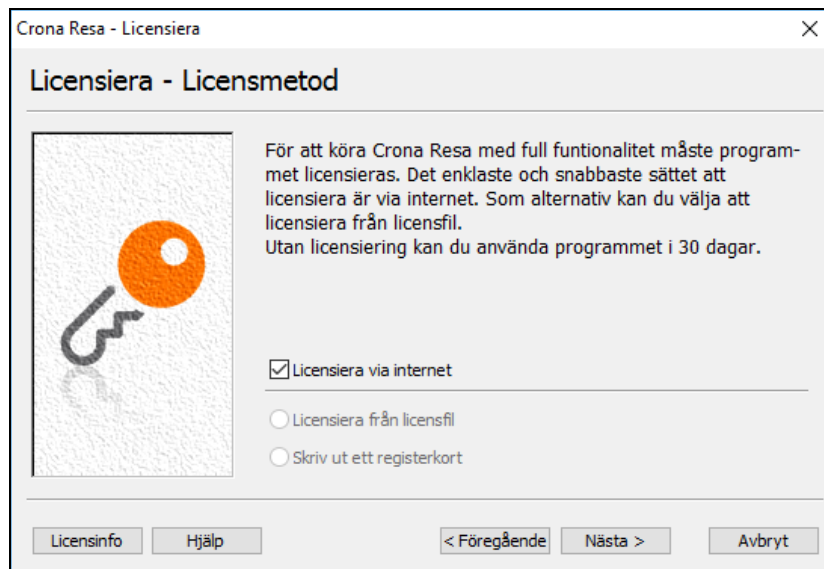 Crona Resa - Licensiera
Licensiera - Licensmetod
För att köra Crona Resa med full funtionalitet måste program-
met licensieras. Det enklaste och snabbaste sättet att
licensiera är via internet. Som alternativ kan du välja att
licensiera från licensfil.
Utan licensiering kan du använda programmet i 30 dagar.
Licensiera via internet
Licensiera från licensfil
Skriv ut ett registerkort
Licensinfo Hjälp < Föregående Nästa > Avbryt